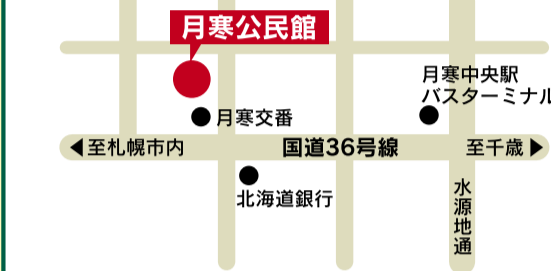 月寒公民館
月寒中央駅
バスターミナル
月寒交番
◀至札幌市内
国道36号線
至千歳▶
北海道銀行
水源地通